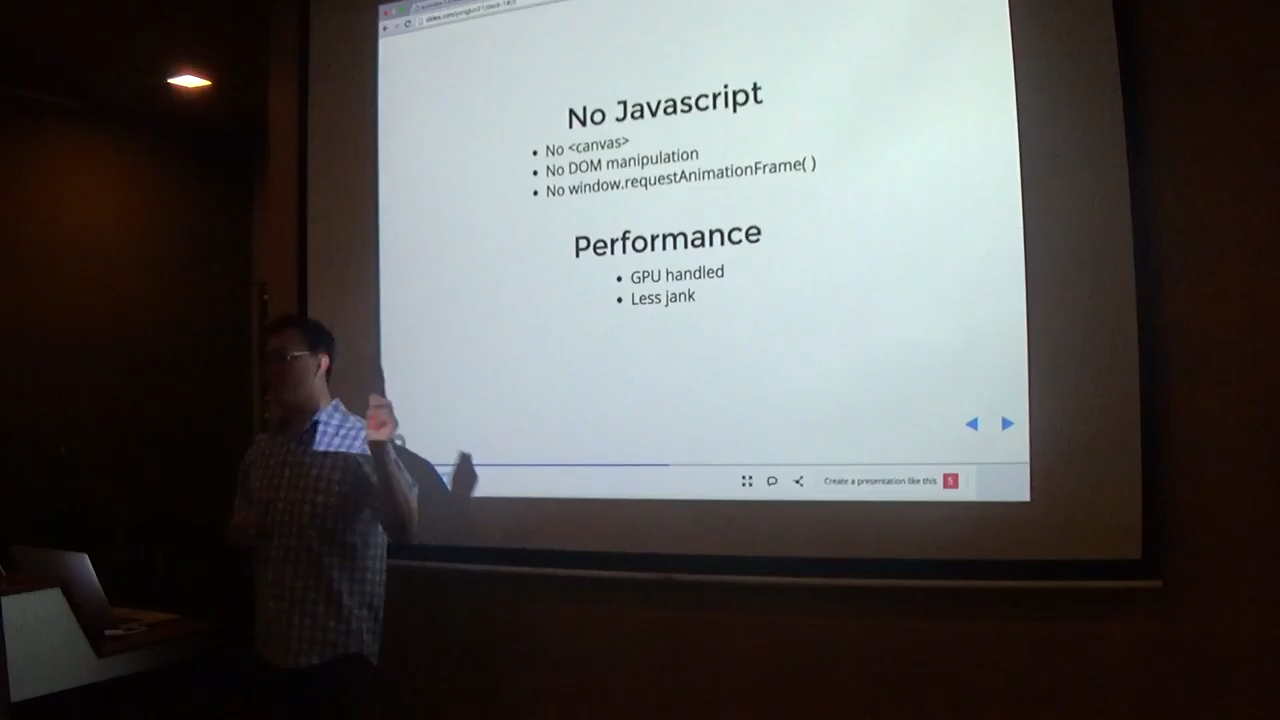 No Javascript
No <canvas>
No DOM manipulation
No window.requestAnimationFrame( )
Performance
GPU handled
Less jank
Create a presentation like this